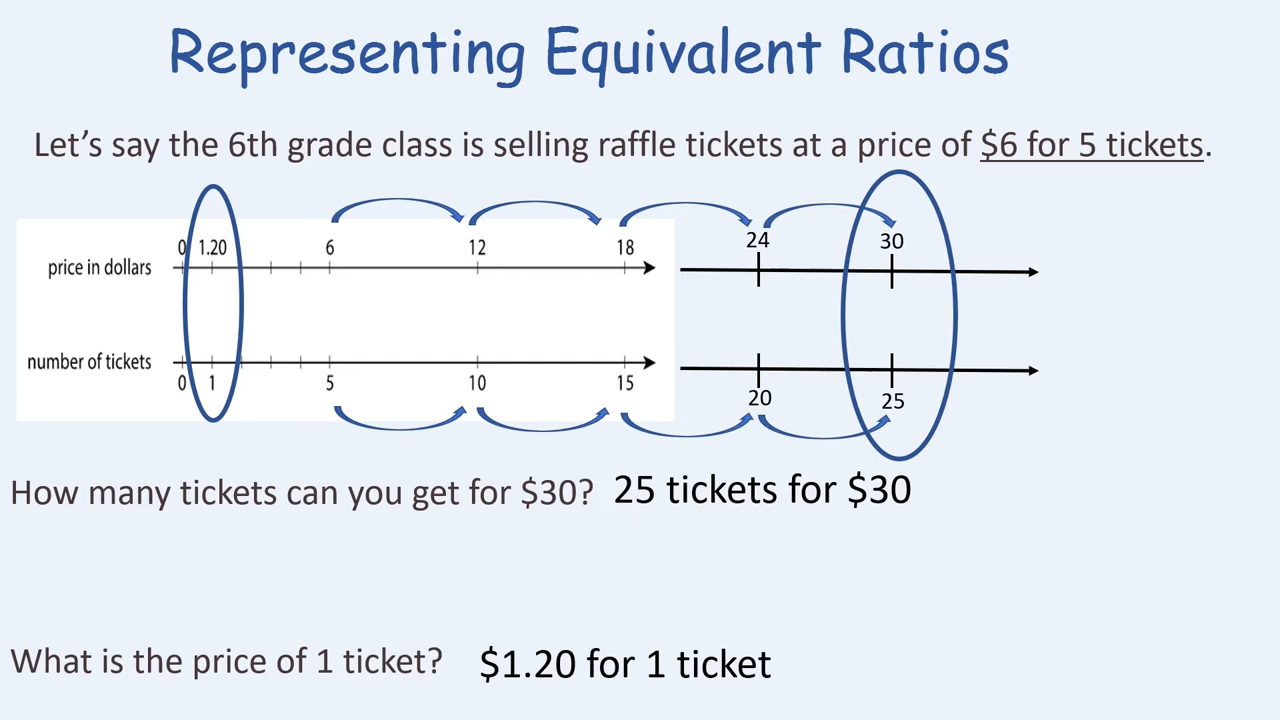 Representing Equivalent Ratios
Let's say the 6th grade class is selling raffle tickets at a price of $6 for 5 tickets.
0 1.20 6 12 18 24 30
price in dollars
number of tickets
0 1 5 10 15 20 25
How many tickets can you get for $30? 25 tickets for $30
What is the price of 1 ticket? $1.20 for 1 ticket